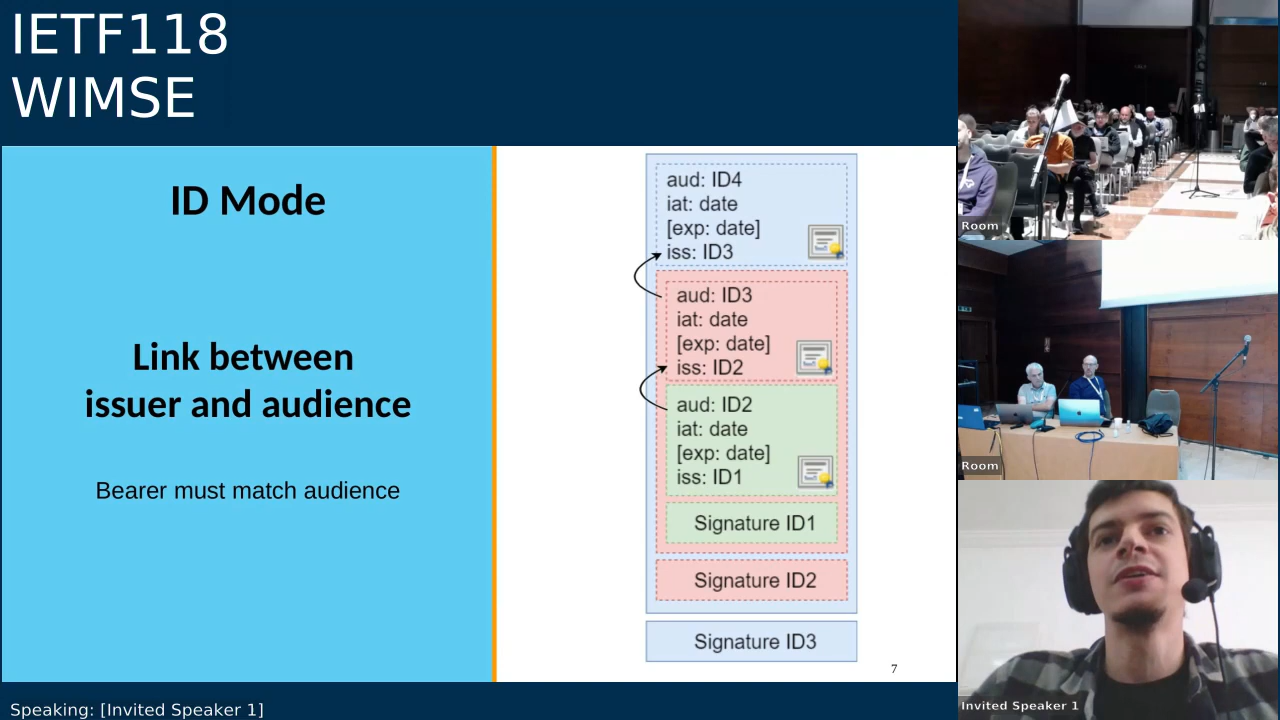 IETF118
WIMSE
ID Mode
Link between
issuer and audience
Bearer must match audience
aud: ID4
iat: date
[exp: date]
iss: ID3
aud: ID3
iat: date
[exp: date]
iss: ID2
aud: ID2
iat: date
[exp: date]
iss: ID1
Signature ID1
Signature ID2
Signature ID3
7
Room
Room
Invited Speaker 1
Speaking: [Invited Speaker 1]